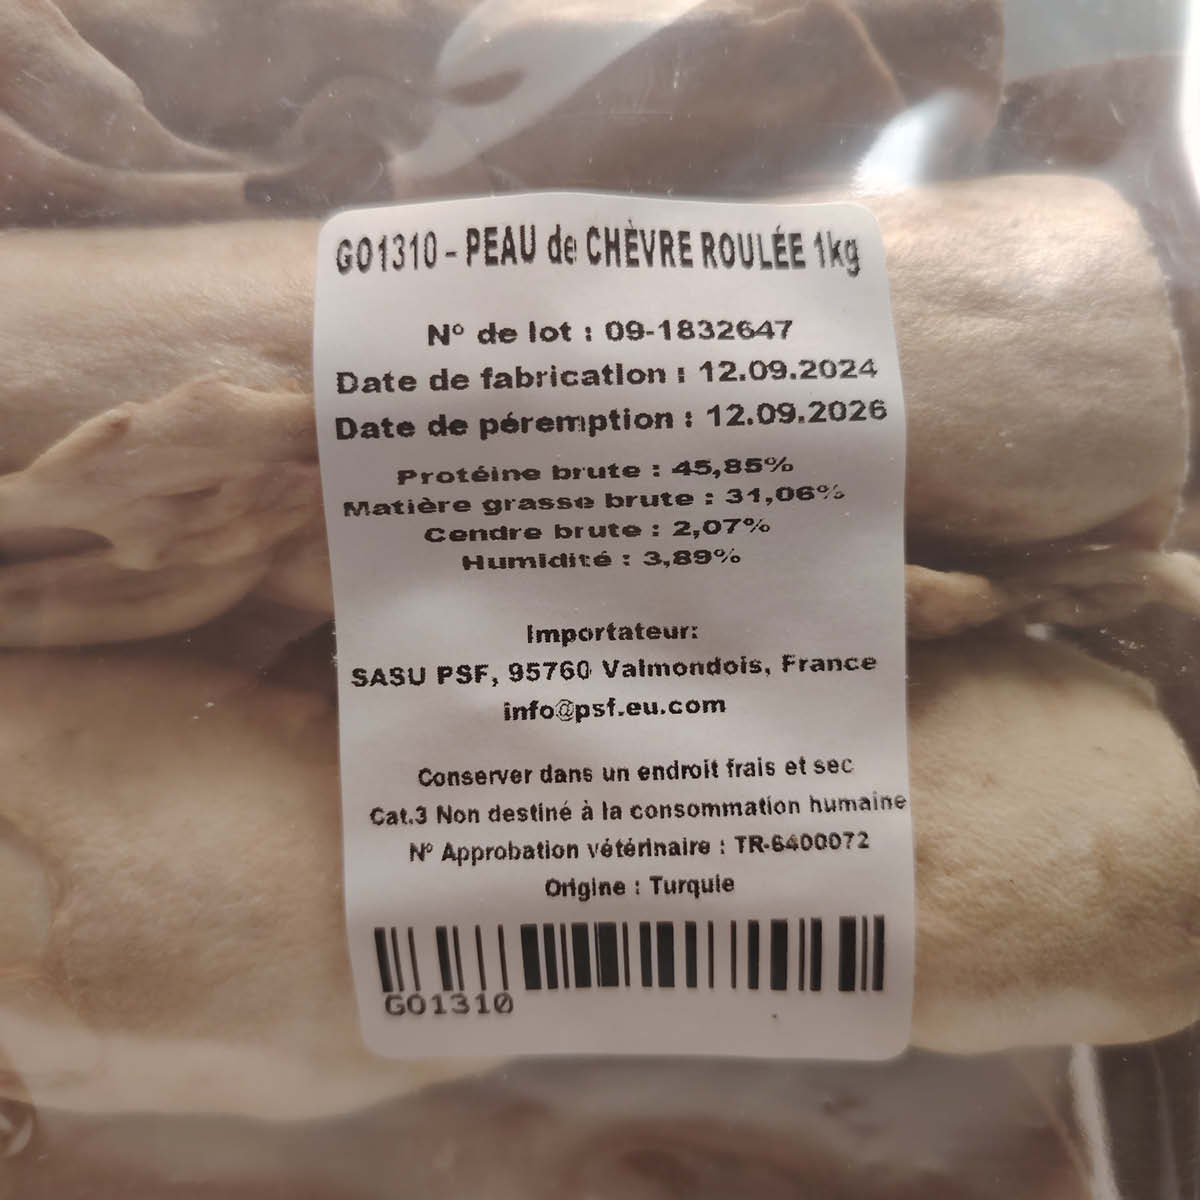 GO1310 - PEAU de CHÈVRE ROULÉE 1kg
N° de lot : 09-1832647
Date de fabrication : 12.09.2024
Date de péremption : 12.09.2026
Protéine brute : 45,85%
Matière grasse brute : 31,06%
Cendre brute : 2,07%
Humidité : 3,89%
Importateur:
SASU PSF, 95760 Valmondois, France
info@psf.eu.com
Conserver dans un endroit frais et sec
Cat.3 Non destiné à la consommation humaine
N° Approbation vétérinaire : TR-6400072
Origine : Turquie
GO1310